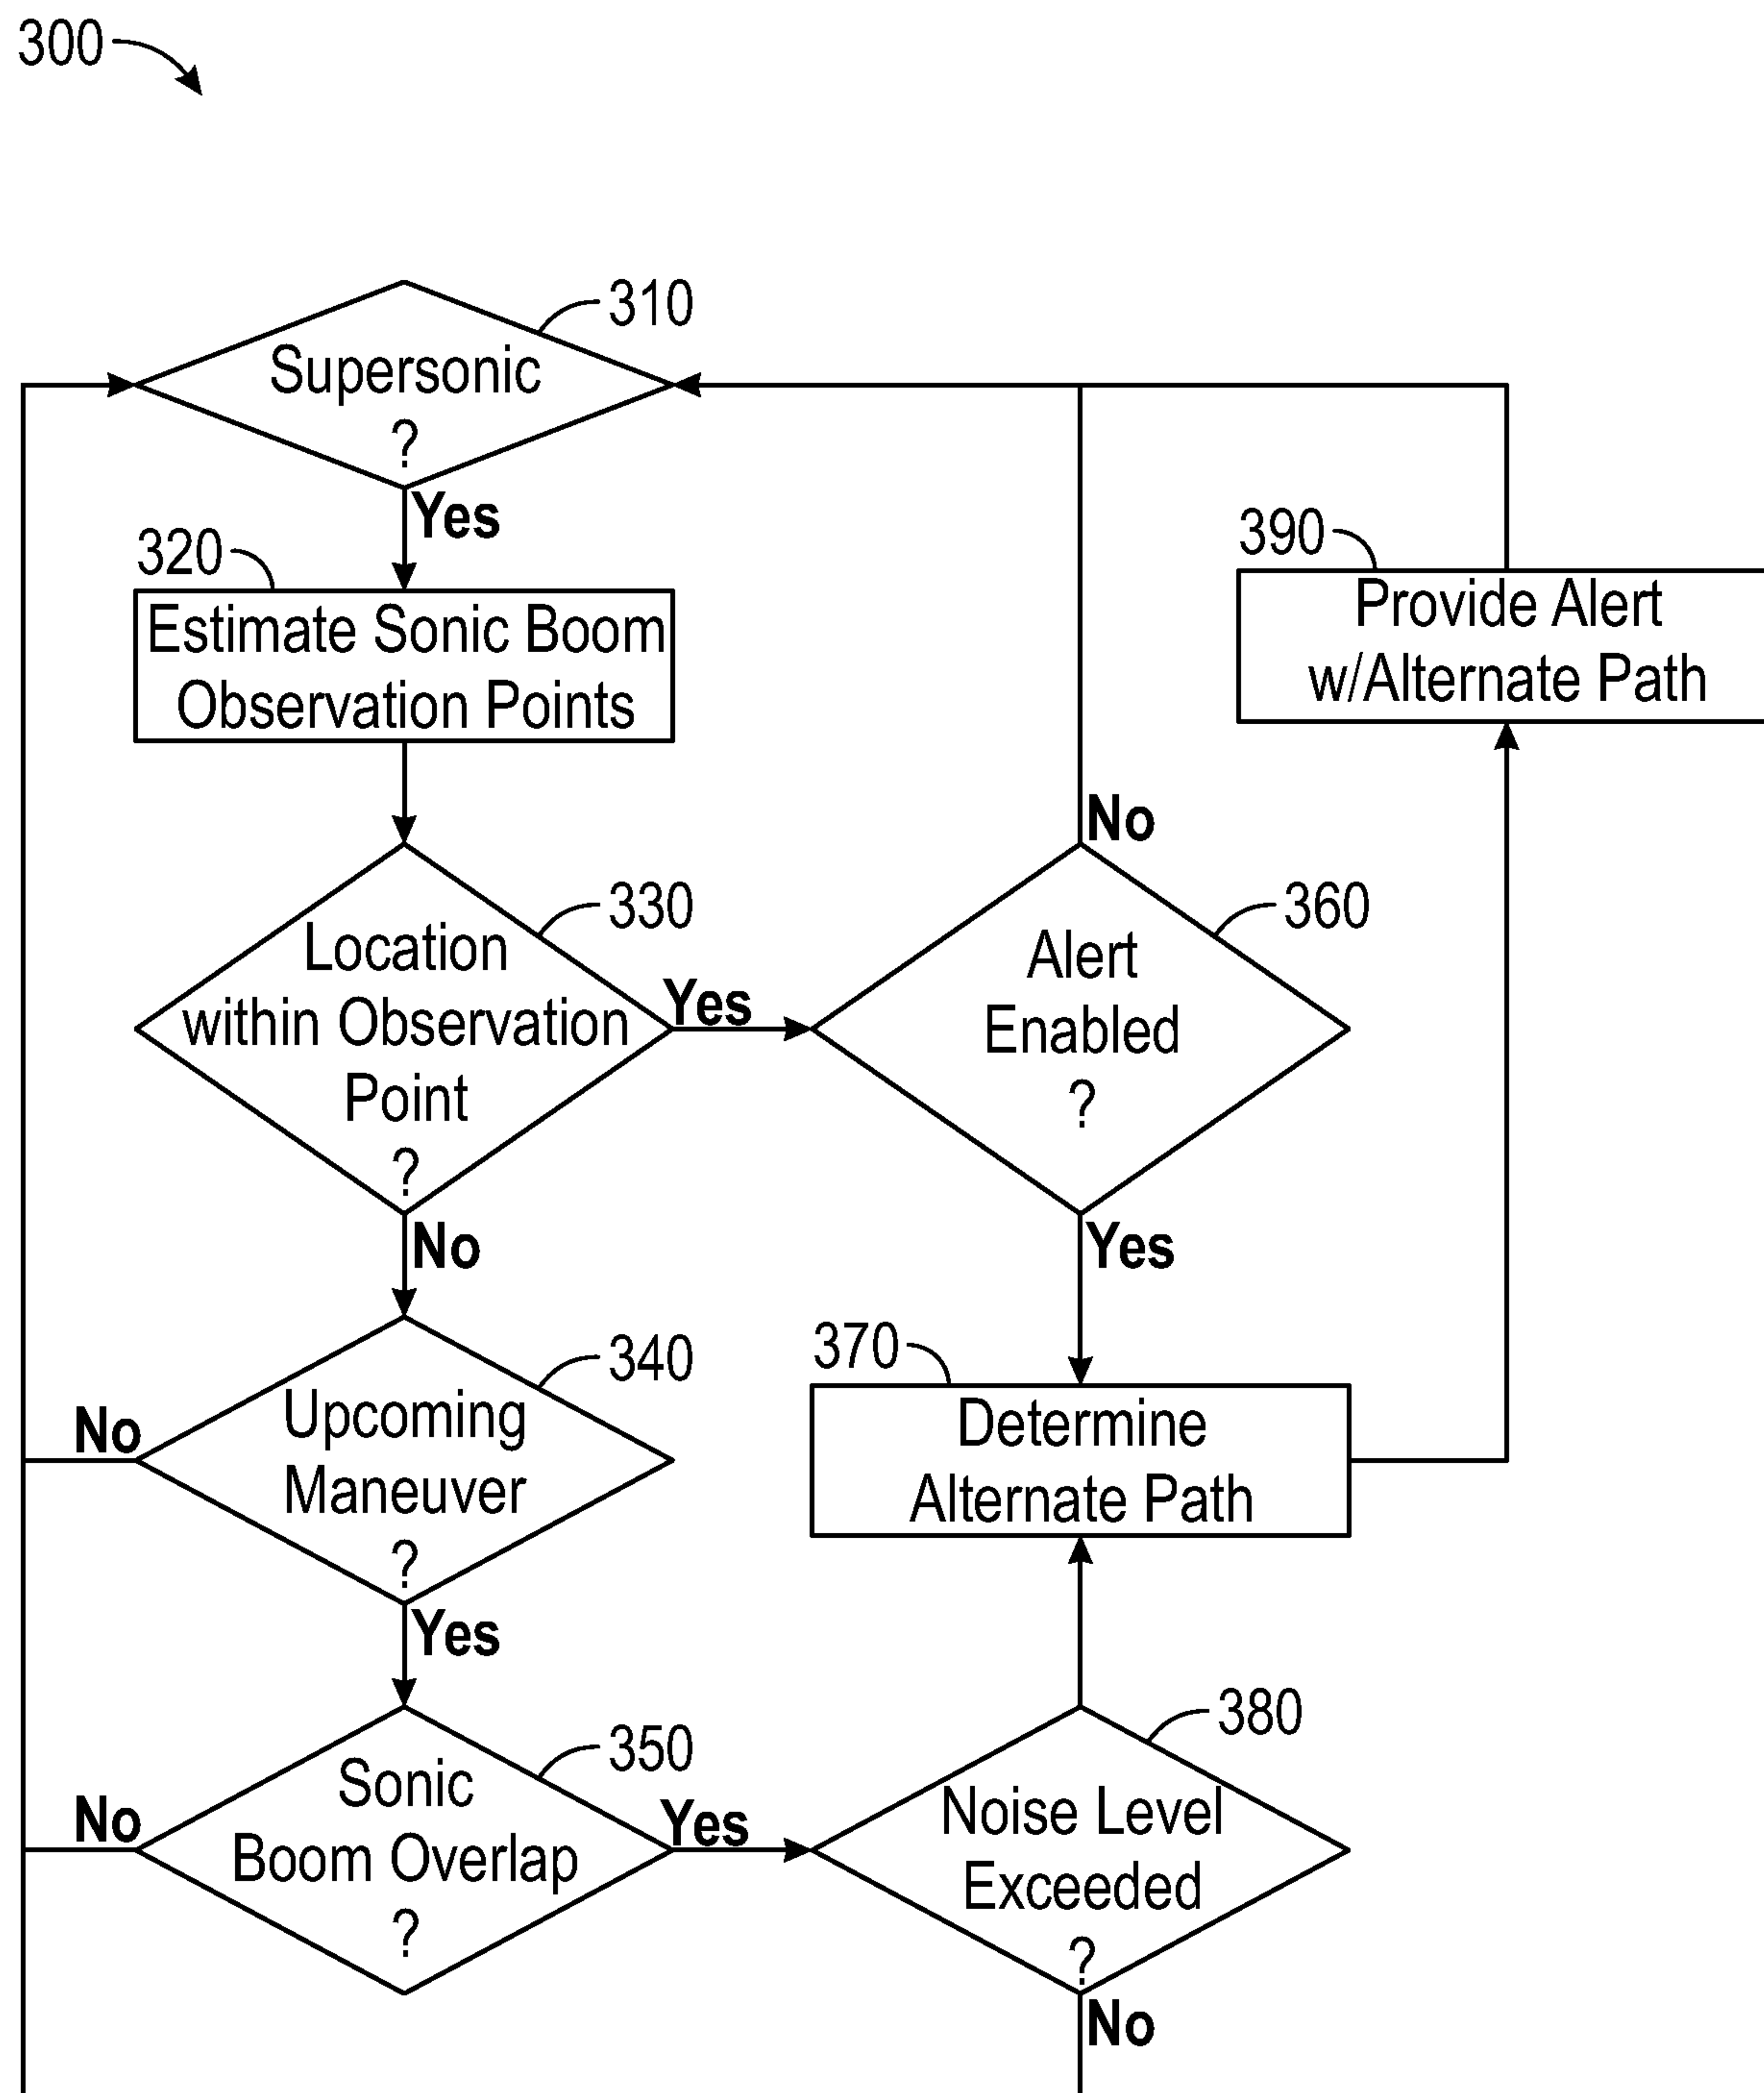 300
310
Supersonic
?
Yes
320
Estimate Sonic Boom
Observation Points
390
Provide Alert
w/Alternate Path
330
Location
within Observation
Point
?
Yes
No
No
360
Alert
Enabled
?
Yes
340
Upcoming
Maneuver
?
No
Yes
370
Determine
Alternate Path
350
Sonic
Boom Overlap
?
No
Yes
380
Noise Level
Exceeded
?
No